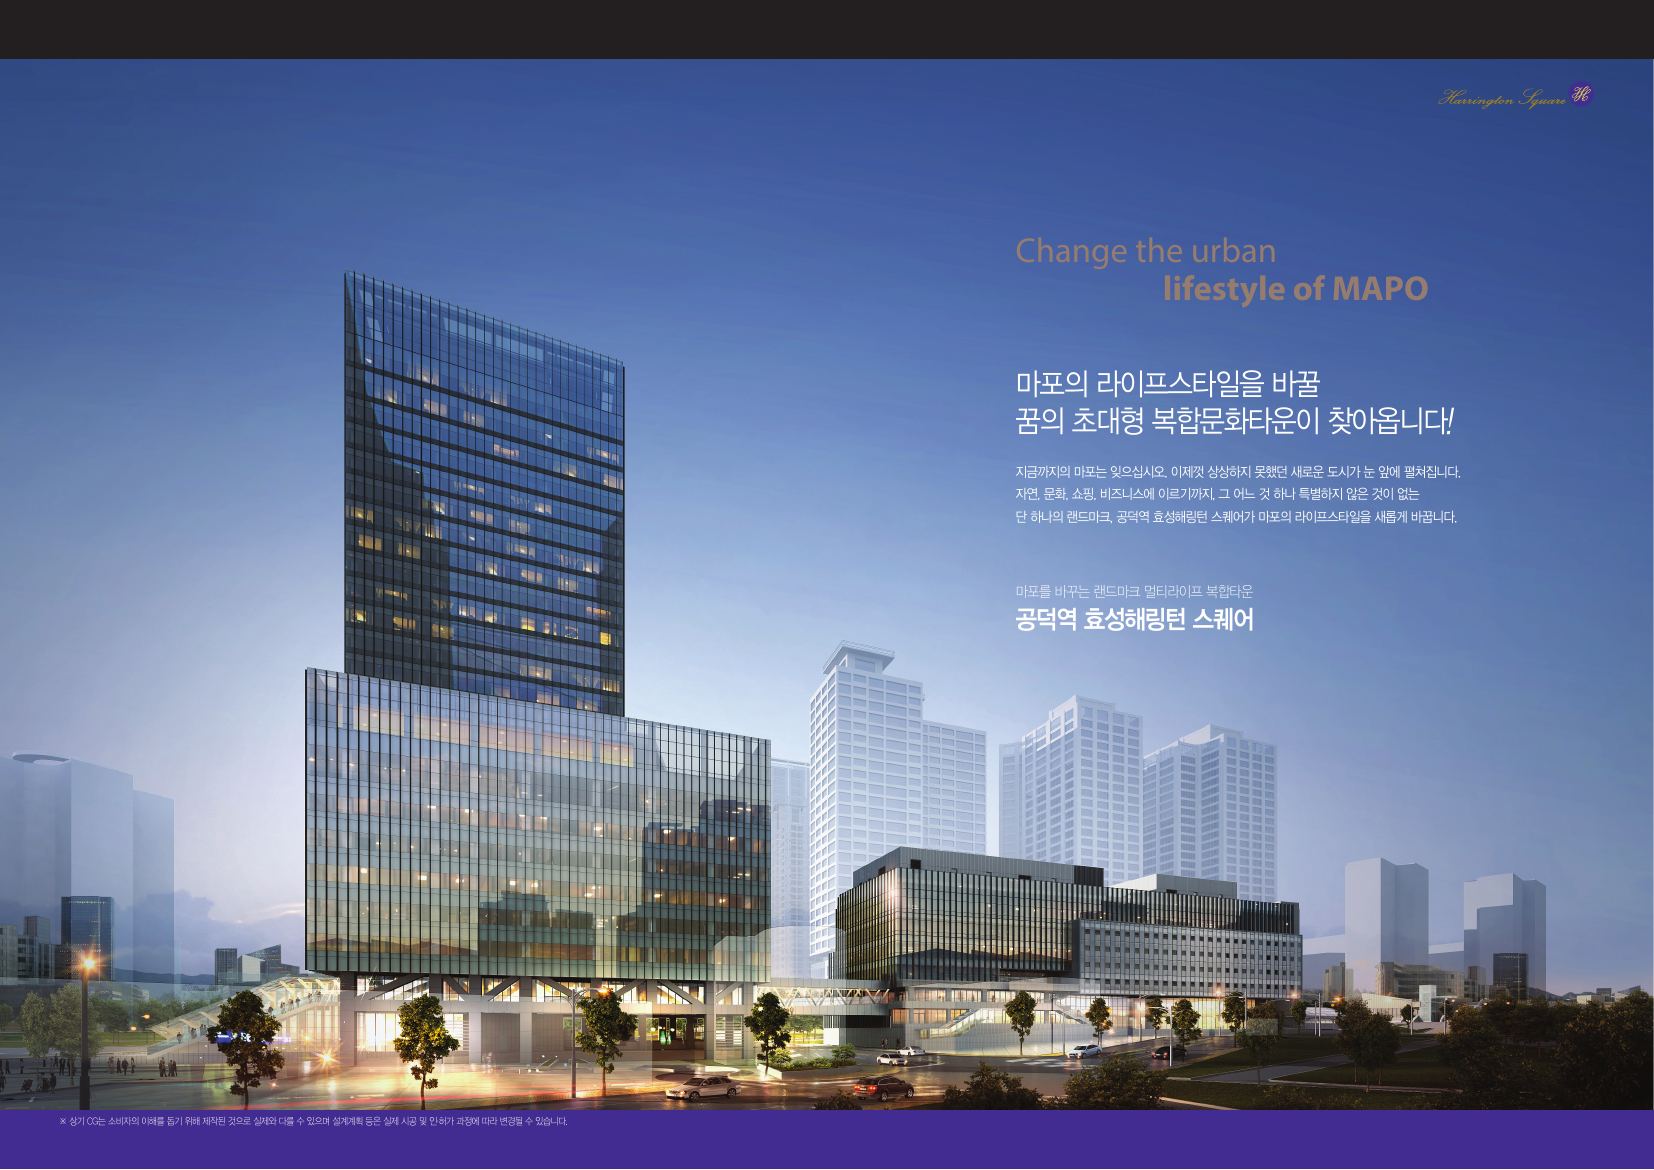 Harrington Square H
Change the urban
lifestyle of MAPO
마포의 라이프스타일을 바꿀
꿈의 초대형 복합문화타운이 찾아옵니다!
지금까지의 마포는 잊으십시오. 이제껏 상상하지 못했던 새로운 도시가 눈 앞에 펼쳐집니다.
자연, 문화, 쇼핑, 비즈니스에 이르기까지, 그 어느 것 하나 특별하지 않은 것이 없는
단 하나의 랜드마크, 공덕역 효성해링턴 스퀘어가 마포의 라이프스타일을 새롭게 바꿉니다.
마포를 바꾸는 랜드마크 멀티라이프 복합타운
공덕역 효성해링턴 스퀘어
※ 상기 CG는 소비자의 이해를 돕기 위해 제작된 것으로 실제와 다를 수 있으며 설계계획 등은 실제 시공 및 인·허가 과정에 따라 변경될 수 있습니다.